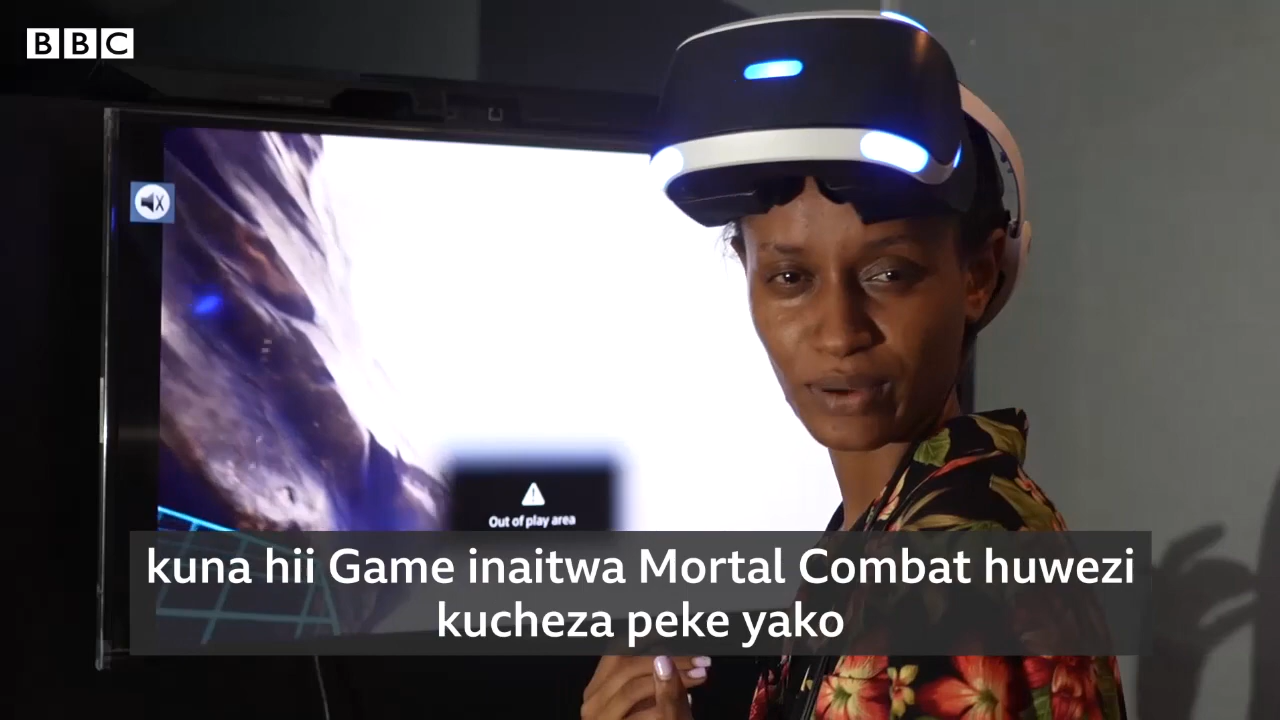 BBC
Out of play area
kuna hii Game inaitwa Mortal Combat huwezi
kucheza peke yako